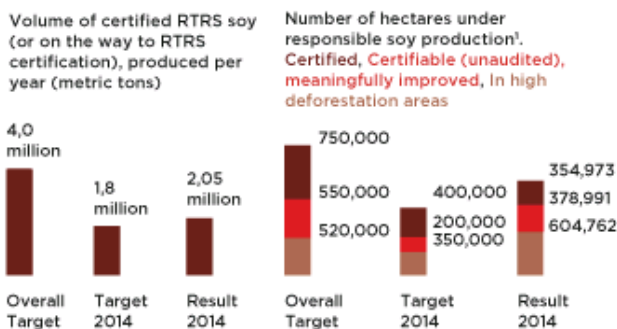 Volume of certified RTRS soy
(or on the way to RTRS
certification), produced per
year (metric tons)
4,0
million
1,8
million
2,05
million
Overall
Target
Target
2014
Result
2014
Number of hectares under
responsible soy production¹.
Certified, Certifiable (unaudited),
meaningfully improved, In high
deforestation areas
750,000
550,000
520,000
400,000
200,000
350,000
354,973
378,991
604,762
Overall
Target
Target
2014
Result
2014